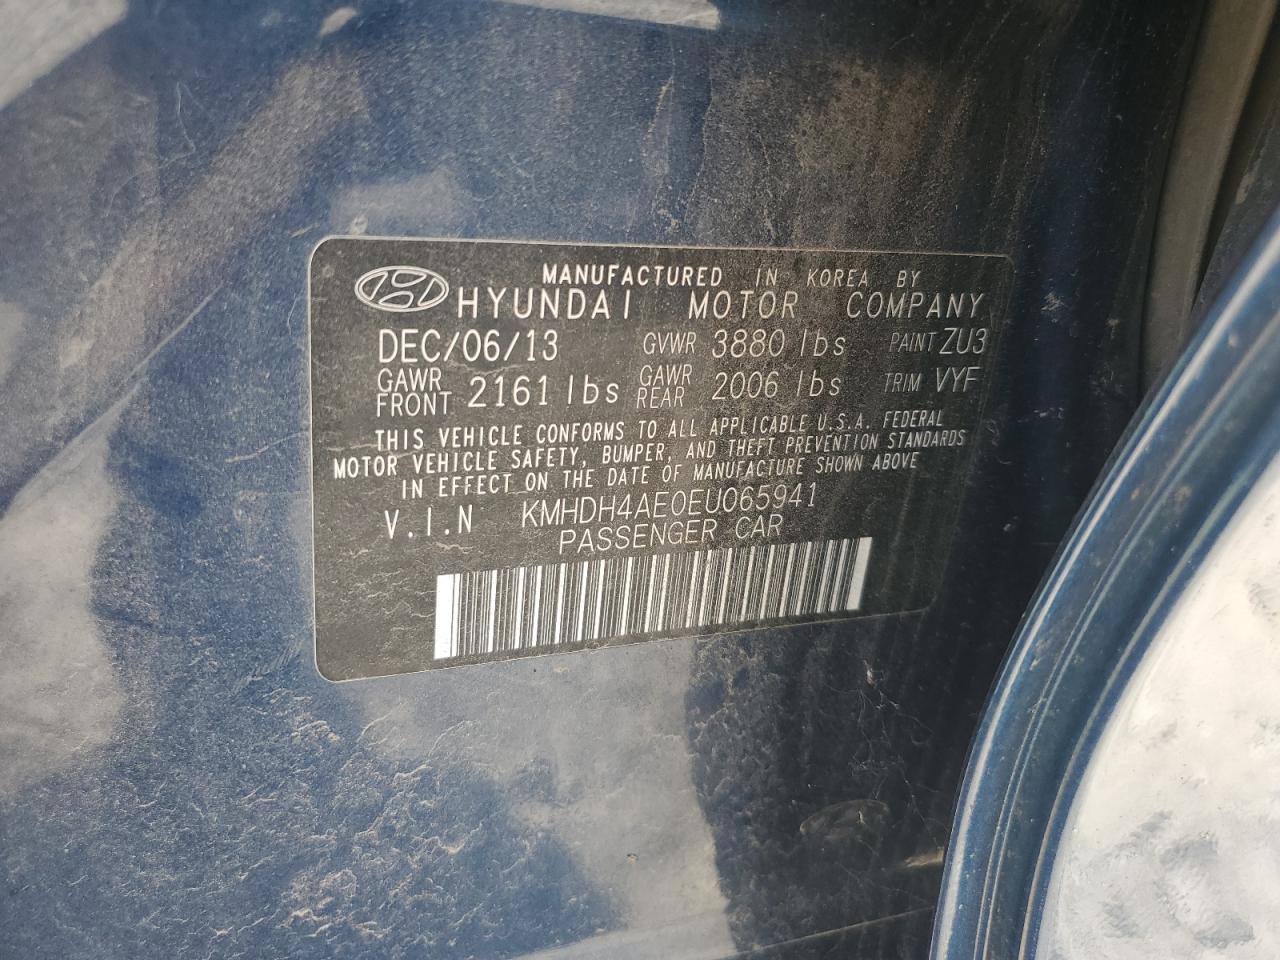 MANUFACTURED IN KOREA BY
HYUNDAI MOTOR COMPANY
DEC/06/13 GVWR 3880 lbs PAINT ZU3
GAWR FRONT 2161 lbs GAWR REAR 2006 lbs TRIM VYF
THIS VEHICLE CONFORMS TO ALL APPLICABLE U.S.A. FEDERAL
MOTOR VEHICLE SAFETY, BUMPER, AND THEFT PREVENTION STANDARDS
IN EFFECT ON THE DATE OF MANUFACTURE SHOWN ABOVE
V.I.N KMHDH4AE0EU065941
PASSENGER CAR